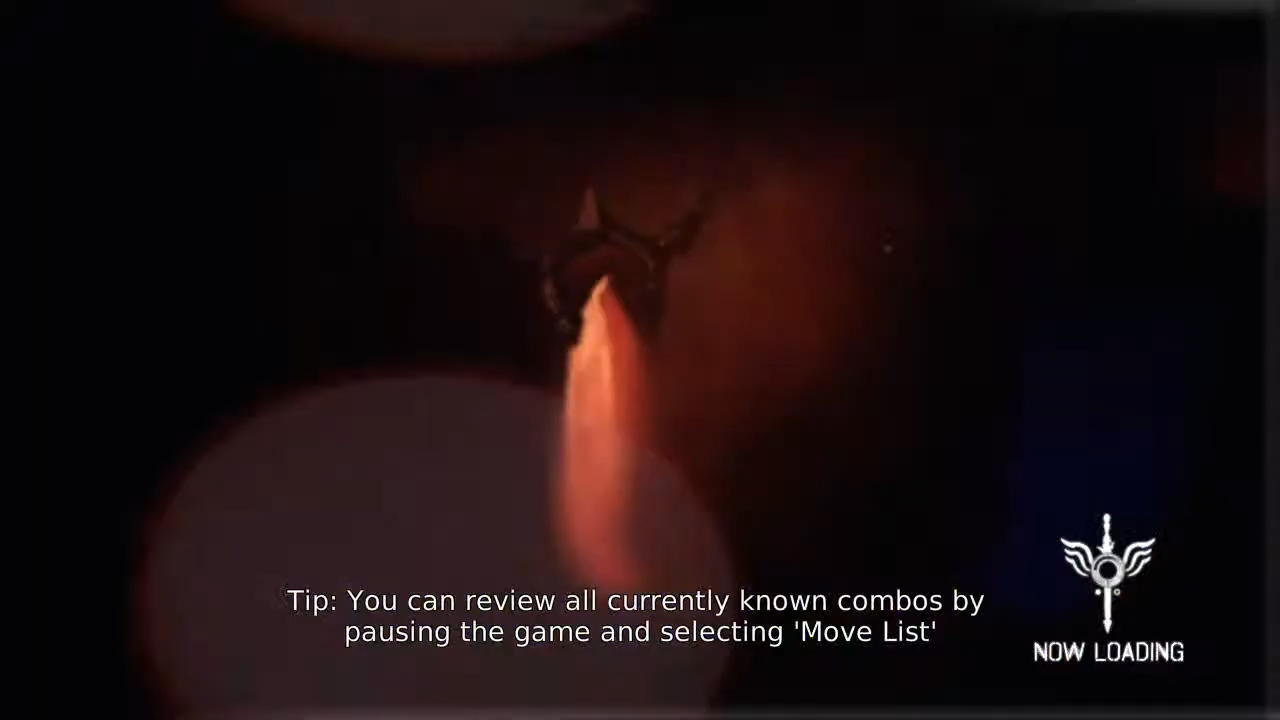 Tip: You can review all currently known combos by
pausing the game and selecting 'Move List'
NOW LOADING